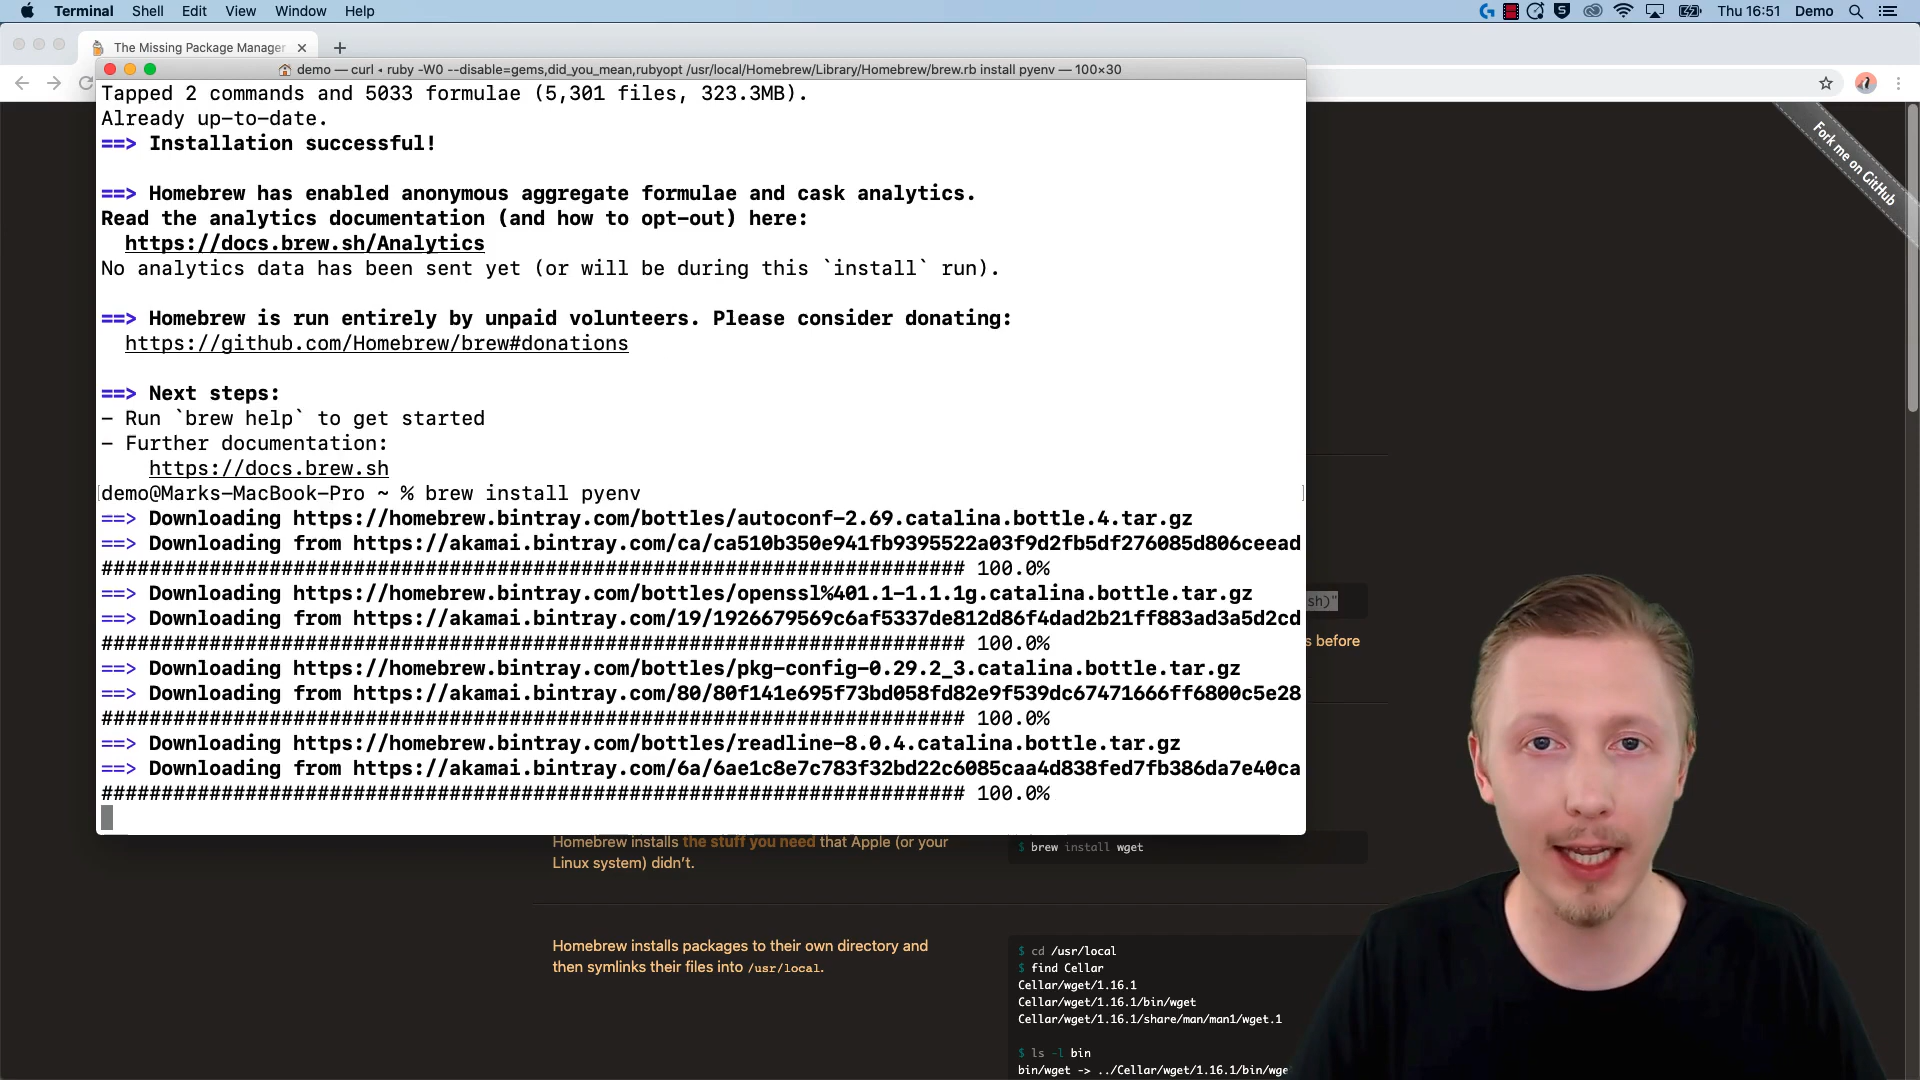 Terminal Shell Edit View Window Help Thu 16:51 Demo
The Missing Package Manager
demo — curl ◂ ruby -W0 --disable=gems,did_you_mean,rubyopt /usr/local/Homebrew/Library/Homebrew/brew.rb install pyenv — 100×30
Tapped 2 commands and 5033 formulae (5,301 files, 323.3MB).
Already up-to-date.
==> Installation successful!
==> Homebrew has enabled anonymous aggregate formulae and cask analytics.
Read the analytics documentation (and how to opt-out) here:
https://docs.brew.sh/Analytics
No analytics data has been sent yet (or will be during this `install` run).
==> Homebrew is run entirely by unpaid volunteers. Please consider donating:
https://github.com/Homebrew/brew#donations
==> Next steps:
- Run `brew help` to get started
- Further documentation:
https://docs.brew.sh
demo@Marks-MacBook-Pro ~ % brew install pyenv
==> Downloading https://homebrew.bintray.com/bottles/autoconf-2.69.catalina.bottle.4.tar.gz
==> Downloading from https://akamai.bintray.com/ca/ca510b350e941fb9395522a03f9d2fb5df276085d806ceead
######################################################################## 100.0%
==> Downloading https://homebrew.bintray.com/bottles/openssl%401.1-1.1.1g.catalina.bottle.tar.gz
==> Downloading from https://akamai.bintray.com/19/1926679569c6af5337de812d86f4dad2b21ff883ad3a5d2cd
######################################################################## 100.0%
==> Downloading https://homebrew.bintray.com/bottles/pkg-config-0.29.2_3.catalina.bottle.tar.gz
==> Downloading from https://akamai.bintray.com/80/80f141e695f73bd058fd82e9f539dc67471666ff6800c5e28
######################################################################## 100.0%
==> Downloading https://homebrew.bintray.com/bottles/readline-8.0.4.catalina.bottle.tar.gz
==> Downloading from https://akamai.bintray.com/6a/6ae1c8e7c783f32bd22c6085caa4d838fed7fb386da7e40ca
######################################################################## 100.0%
Fork me on GitHub
sh)"
s before
Homebrew installs the stuff you need that Apple (or your
Linux system) didn't.
$ brew install wget
Homebrew installs packages to their own directory and
then symlinks their files into /usr/local.
$ cd /usr/local
$ find Cellar
Cellar/wget/1.16.1
Cellar/wget/1.16.1/bin/wget
Cellar/wget/1.16.1/share/man/man1/wget.1
$ ls -l bin
bin/wget -> ../Cellar/wget/1.16.1/bin/wge